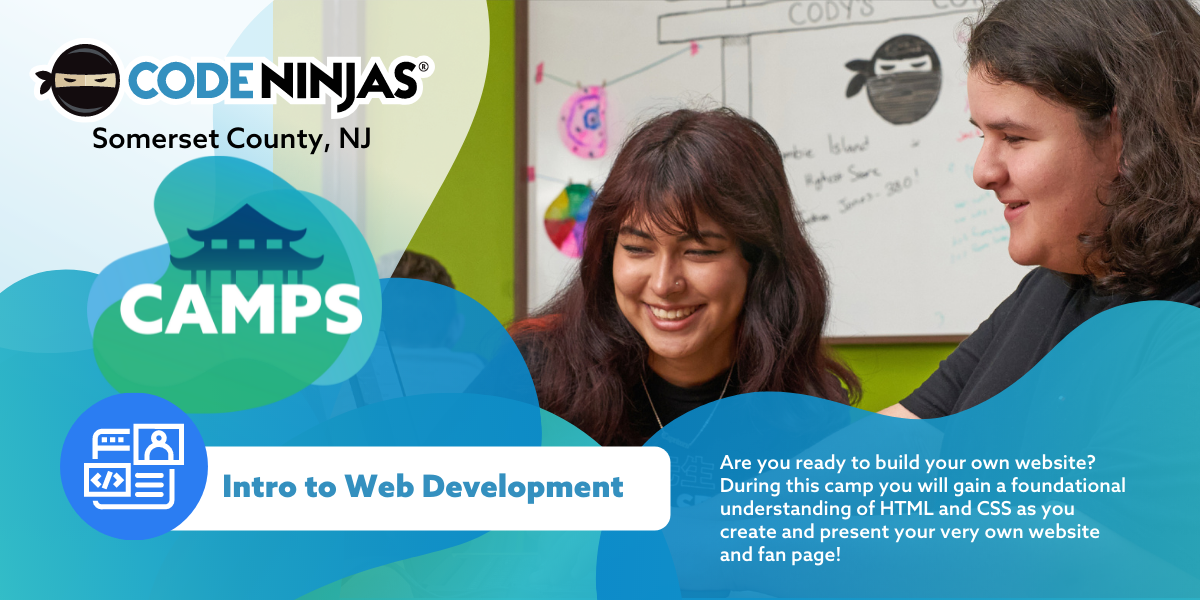 CODE NINJAS®
Somerset County, NJ
CAMPS
Intro to Web Development
Are you ready to build your own website?
During this camp you will gain a foundational
understanding of HTML and CSS as you
create and present your very own website
and fan page!
CODY'S
Island
Highest Score
Jones - 380!